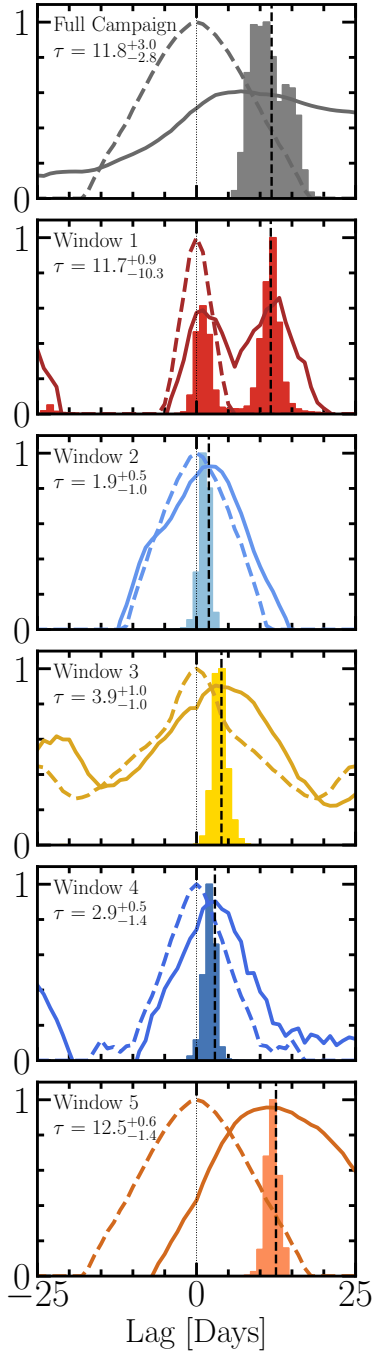 Full Campaign
τ = 11.8^{+3.0}_{-2.8}
1
0
Window 1
τ = 11.7^{+0.9}_{-10.3}
1
0
Window 2
τ = 1.9^{+0.5}_{-1.0}
1
0
Window 3
τ = 3.9^{+1.0}_{-1.0}
1
0
Window 4
τ = 2.9^{+0.5}_{-1.4}
1
0
Window 5
τ = 12.5^{+0.6}_{-1.4}
1
0
−25 0 25
Lag [Days]